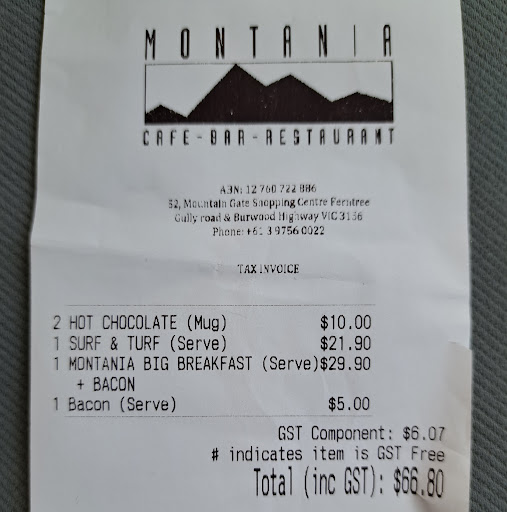 MONTANIA
CAFE-BAR-RESTAURAMT
ABN: 12 760 722 886
S2, Mountain Gate Shopping Centre Ferntree
Gully road & Burwood Highway VIC 3156
Phone: +61 3 9756 0022
TAX INVOICE
2 HOT CHOCOLATE (Mug) $10.00
1 SURF & TURF (Serve) $21.90
1 MONTANIA BIG BREAKFAST (Serve)$29.90
+ BACON
1 Bacon (Serve) $5.00
GST Component: $6.07
# indicates item is GST Free
Total (inc GST): $66.80